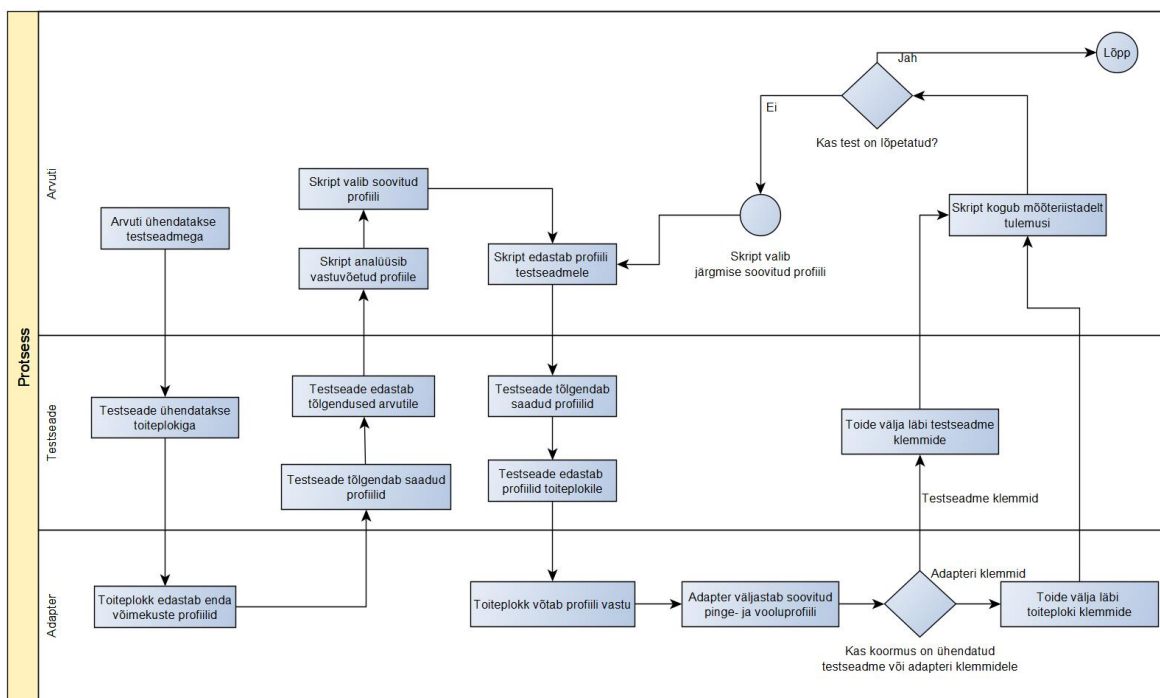 Protsess
Arvuti
Testseade
Adapter
Arvuti ühendatakse
testseadmega
Testseade ühendatakse
toiteplokiga
Toiteplokk edastab enda
võimekuste profiilid
Testseade tõlgendab saadud
profiilid
Testseade edastab
tõlgendused arvutile
Skript analüüsib
vastuvõetud profiile
Skript valib soovitud
profiili
Skript edastab profiili
testseadmele
Testseade tõlgendab
saadud profiilid
Testseade edastab
profiilid toiteplokile
Toiteplokk võtab profiili vastu
Adapter väljastab soovitud
pinge- ja vooluprofiili
Kas koormus on ühendatud
testseadme või adapteri klemmidele
Testseadme klemmid
Toide välja läbi testseadme
klemmide
Adapteri klemmid
Toide välja läbi
toiteploki klemmide
Skript kogub mõõteriistadelt
tulemusi
Kas test on lõpetatud?
Jah
Lõpp
Ei
Skript valib
järgmise soovitud profiili